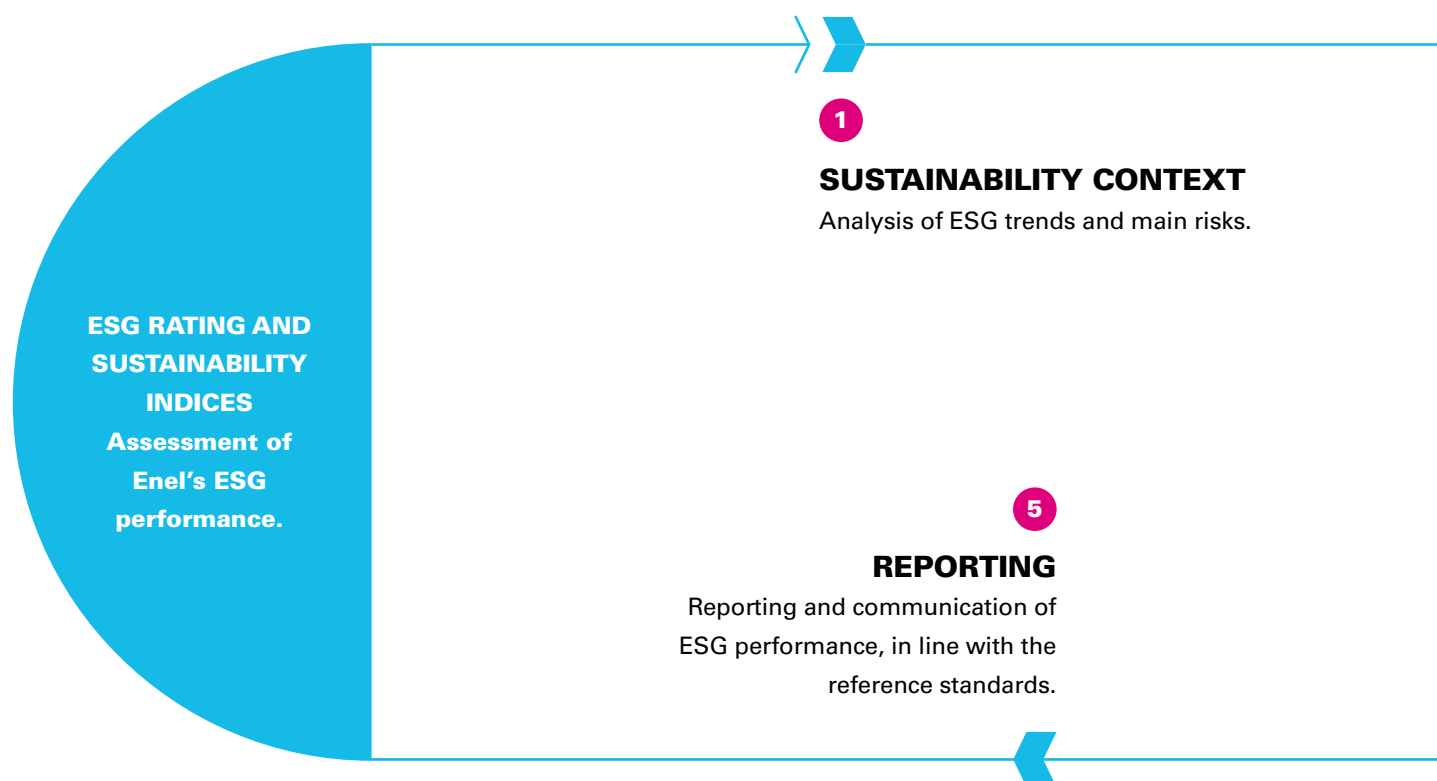 ESG RATING AND
SUSTAINABILITY
INDICES
Assessment of
Enel’s ESG
performance.
1
SUSTAINABILITY CONTEXT
Analysis of ESG trends and main risks.
5
REPORTING
Reporting and communication of
ESG performance, in line with the
reference standards.